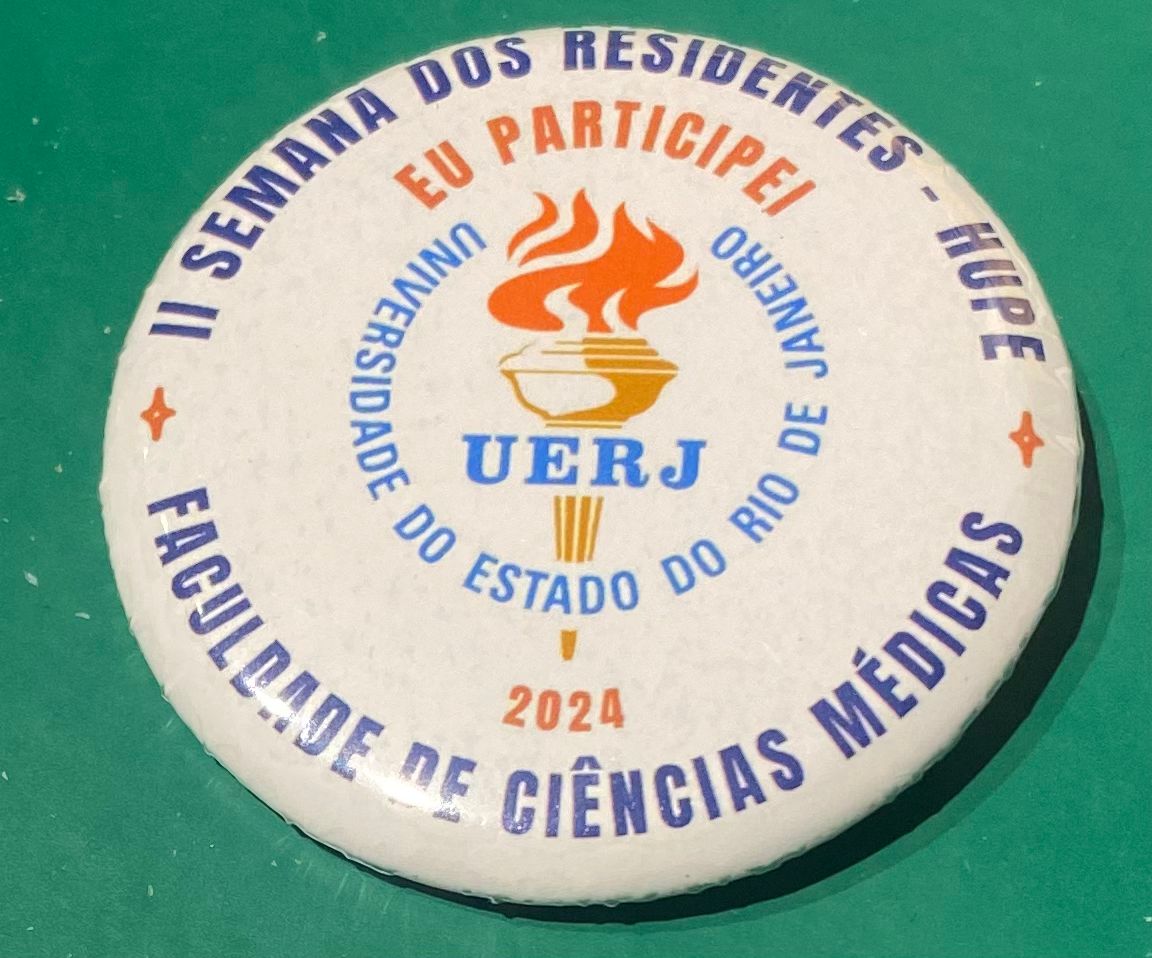 II SEMANA DOS RESIDENTES - HUPE
EU PARTICIPEI
UNIVERSIDADE DO ESTADO DO RIO DE JANEIRO
UERJ
2024
FACULDADE DE CIÊNCIAS MÉDICAS